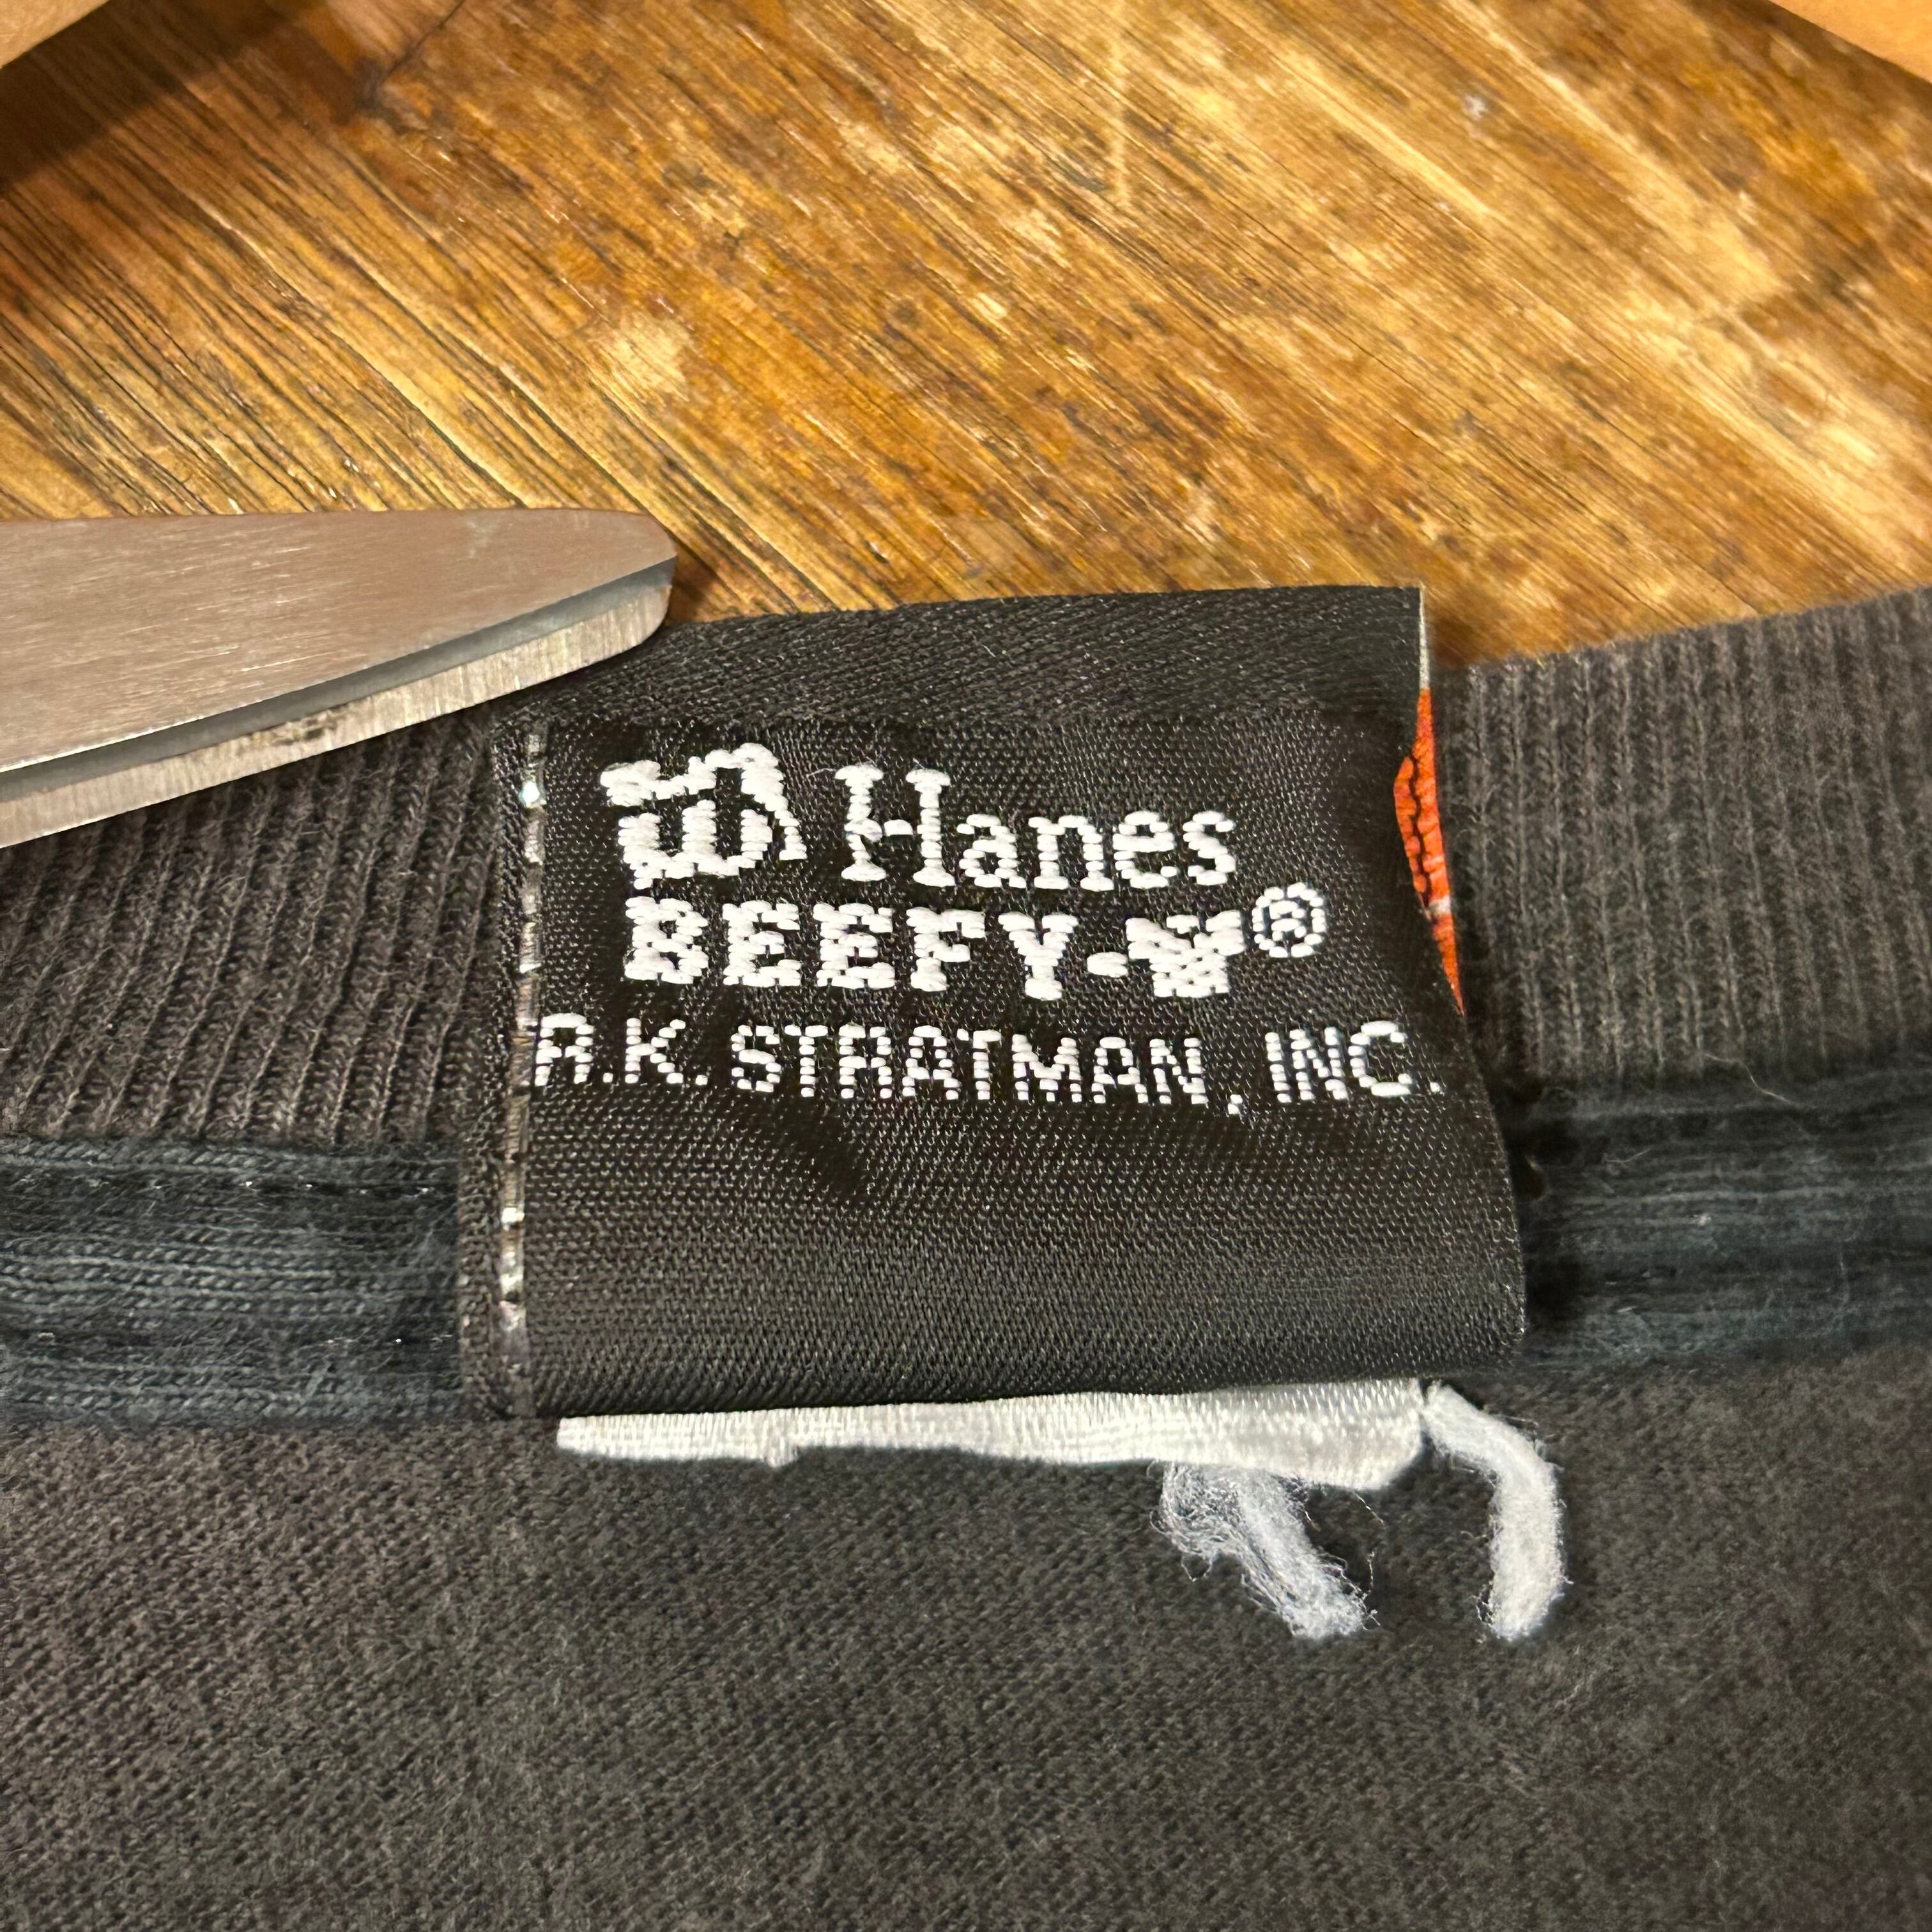 Hanes
BEEFY-T®
R.K. STRATMAN, INC.